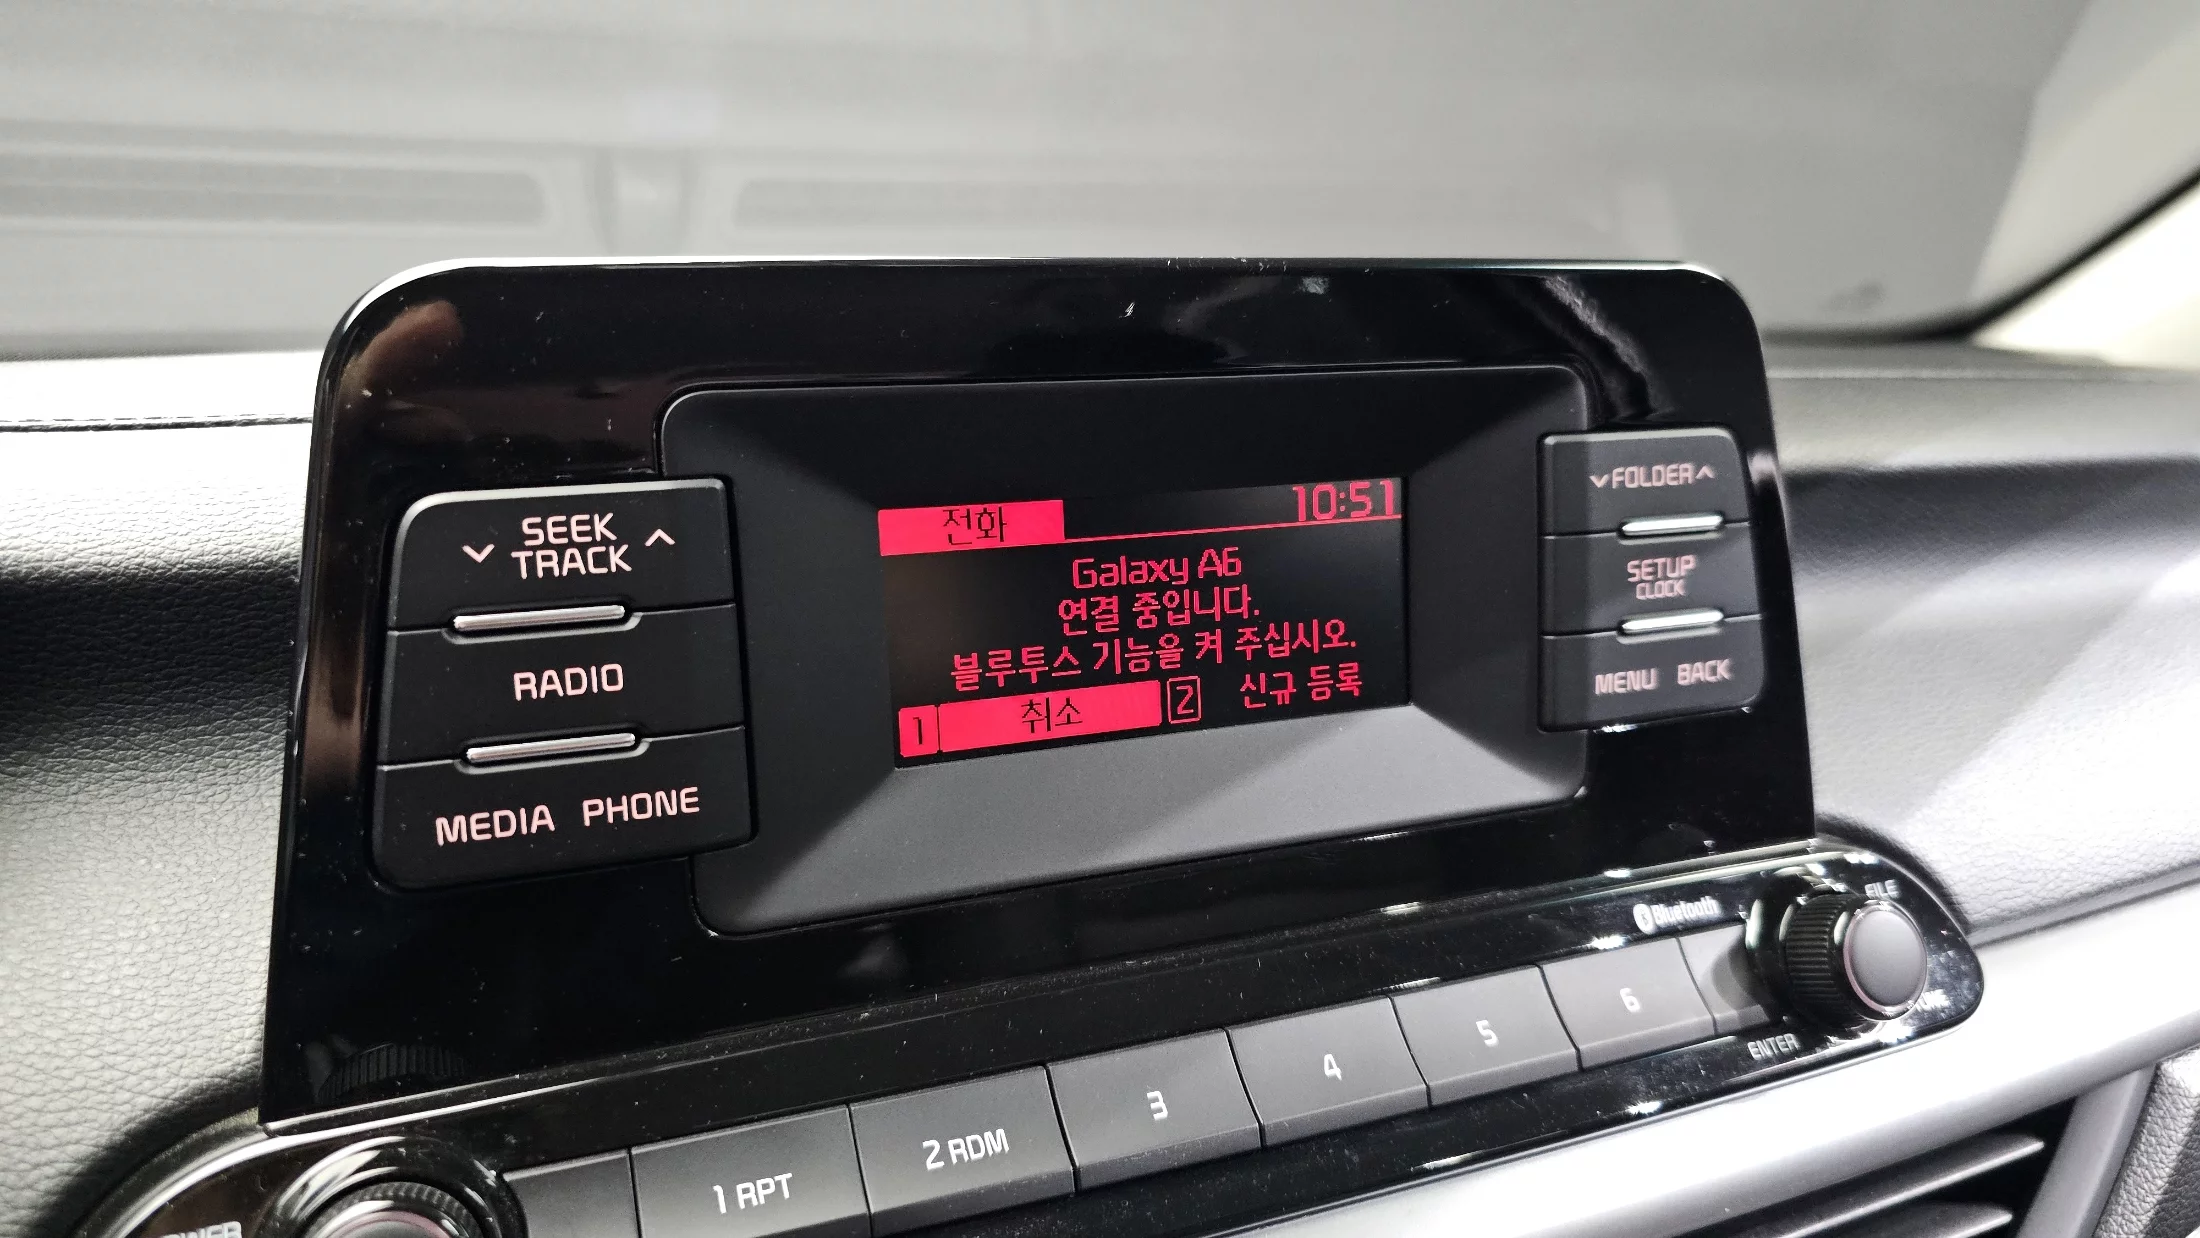 SEEK
TRACK
RADIO
MEDIA PHONE
전화 10:51
Galaxy A6
연결 중입니다.
블루투스 기능을 켜 주십시오.
1 취소 2 신규 등록
FOLDER
SETUP
CLOCK
MENU BACK
Bluetooth
FILE
TUNE
ENTER
1 RPT
2 RDM
3
4
5
6